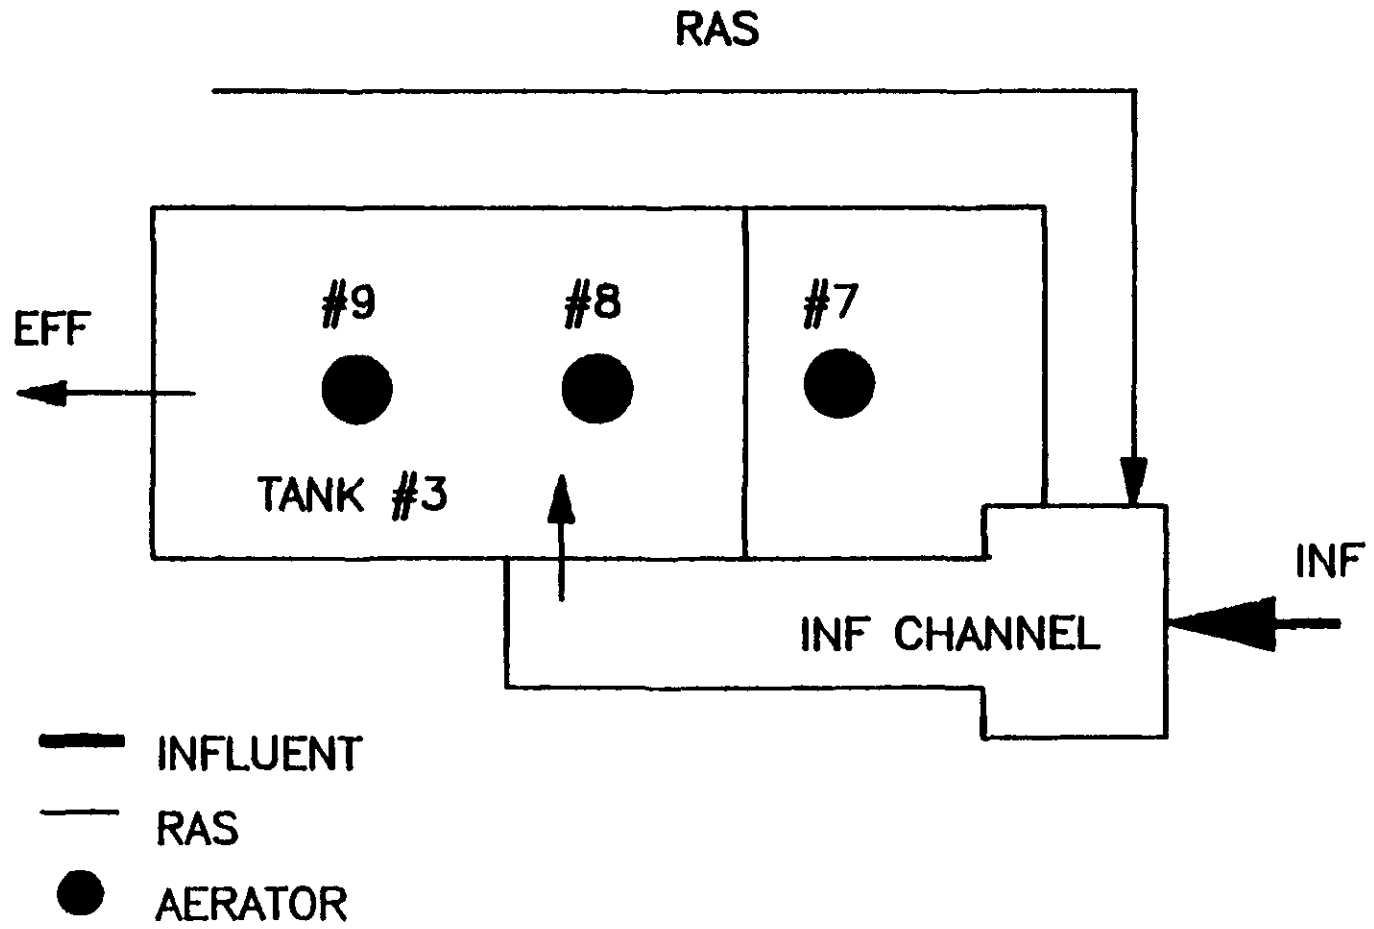 RAS
#9
#8
#7
EFF
TANK #3
INF
INF CHANNEL
INFLUENT
RAS
AERATOR